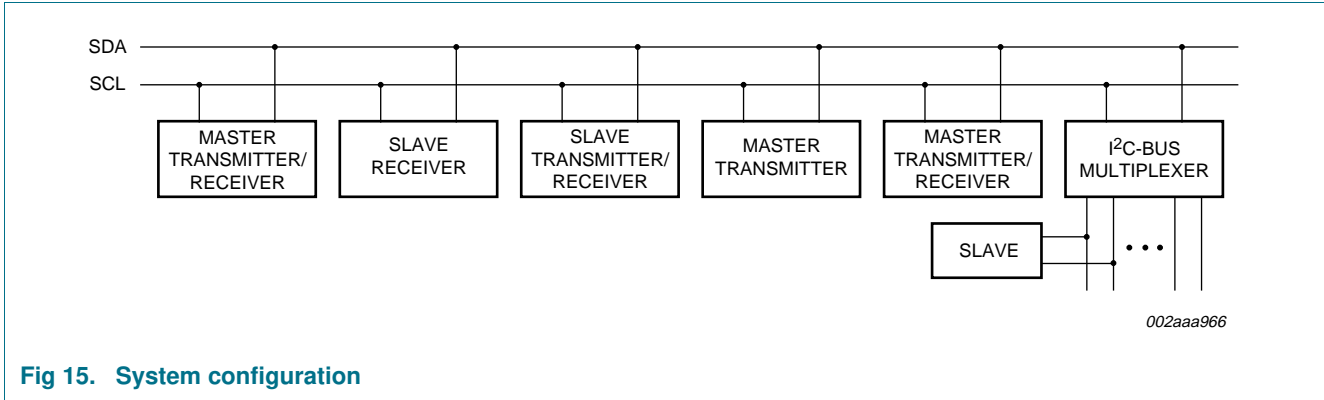 SDA
SCL
MASTER
TRANSMITTER/
RECEIVER
SLAVE
RECEIVER
SLAVE
TRANSMITTER/
RECEIVER
MASTER
TRANSMITTER
MASTER
TRANSMITTER/
RECEIVER
I²C-BUS
MULTIPLEXER
SLAVE
002aaa966
Fig 15. System configuration